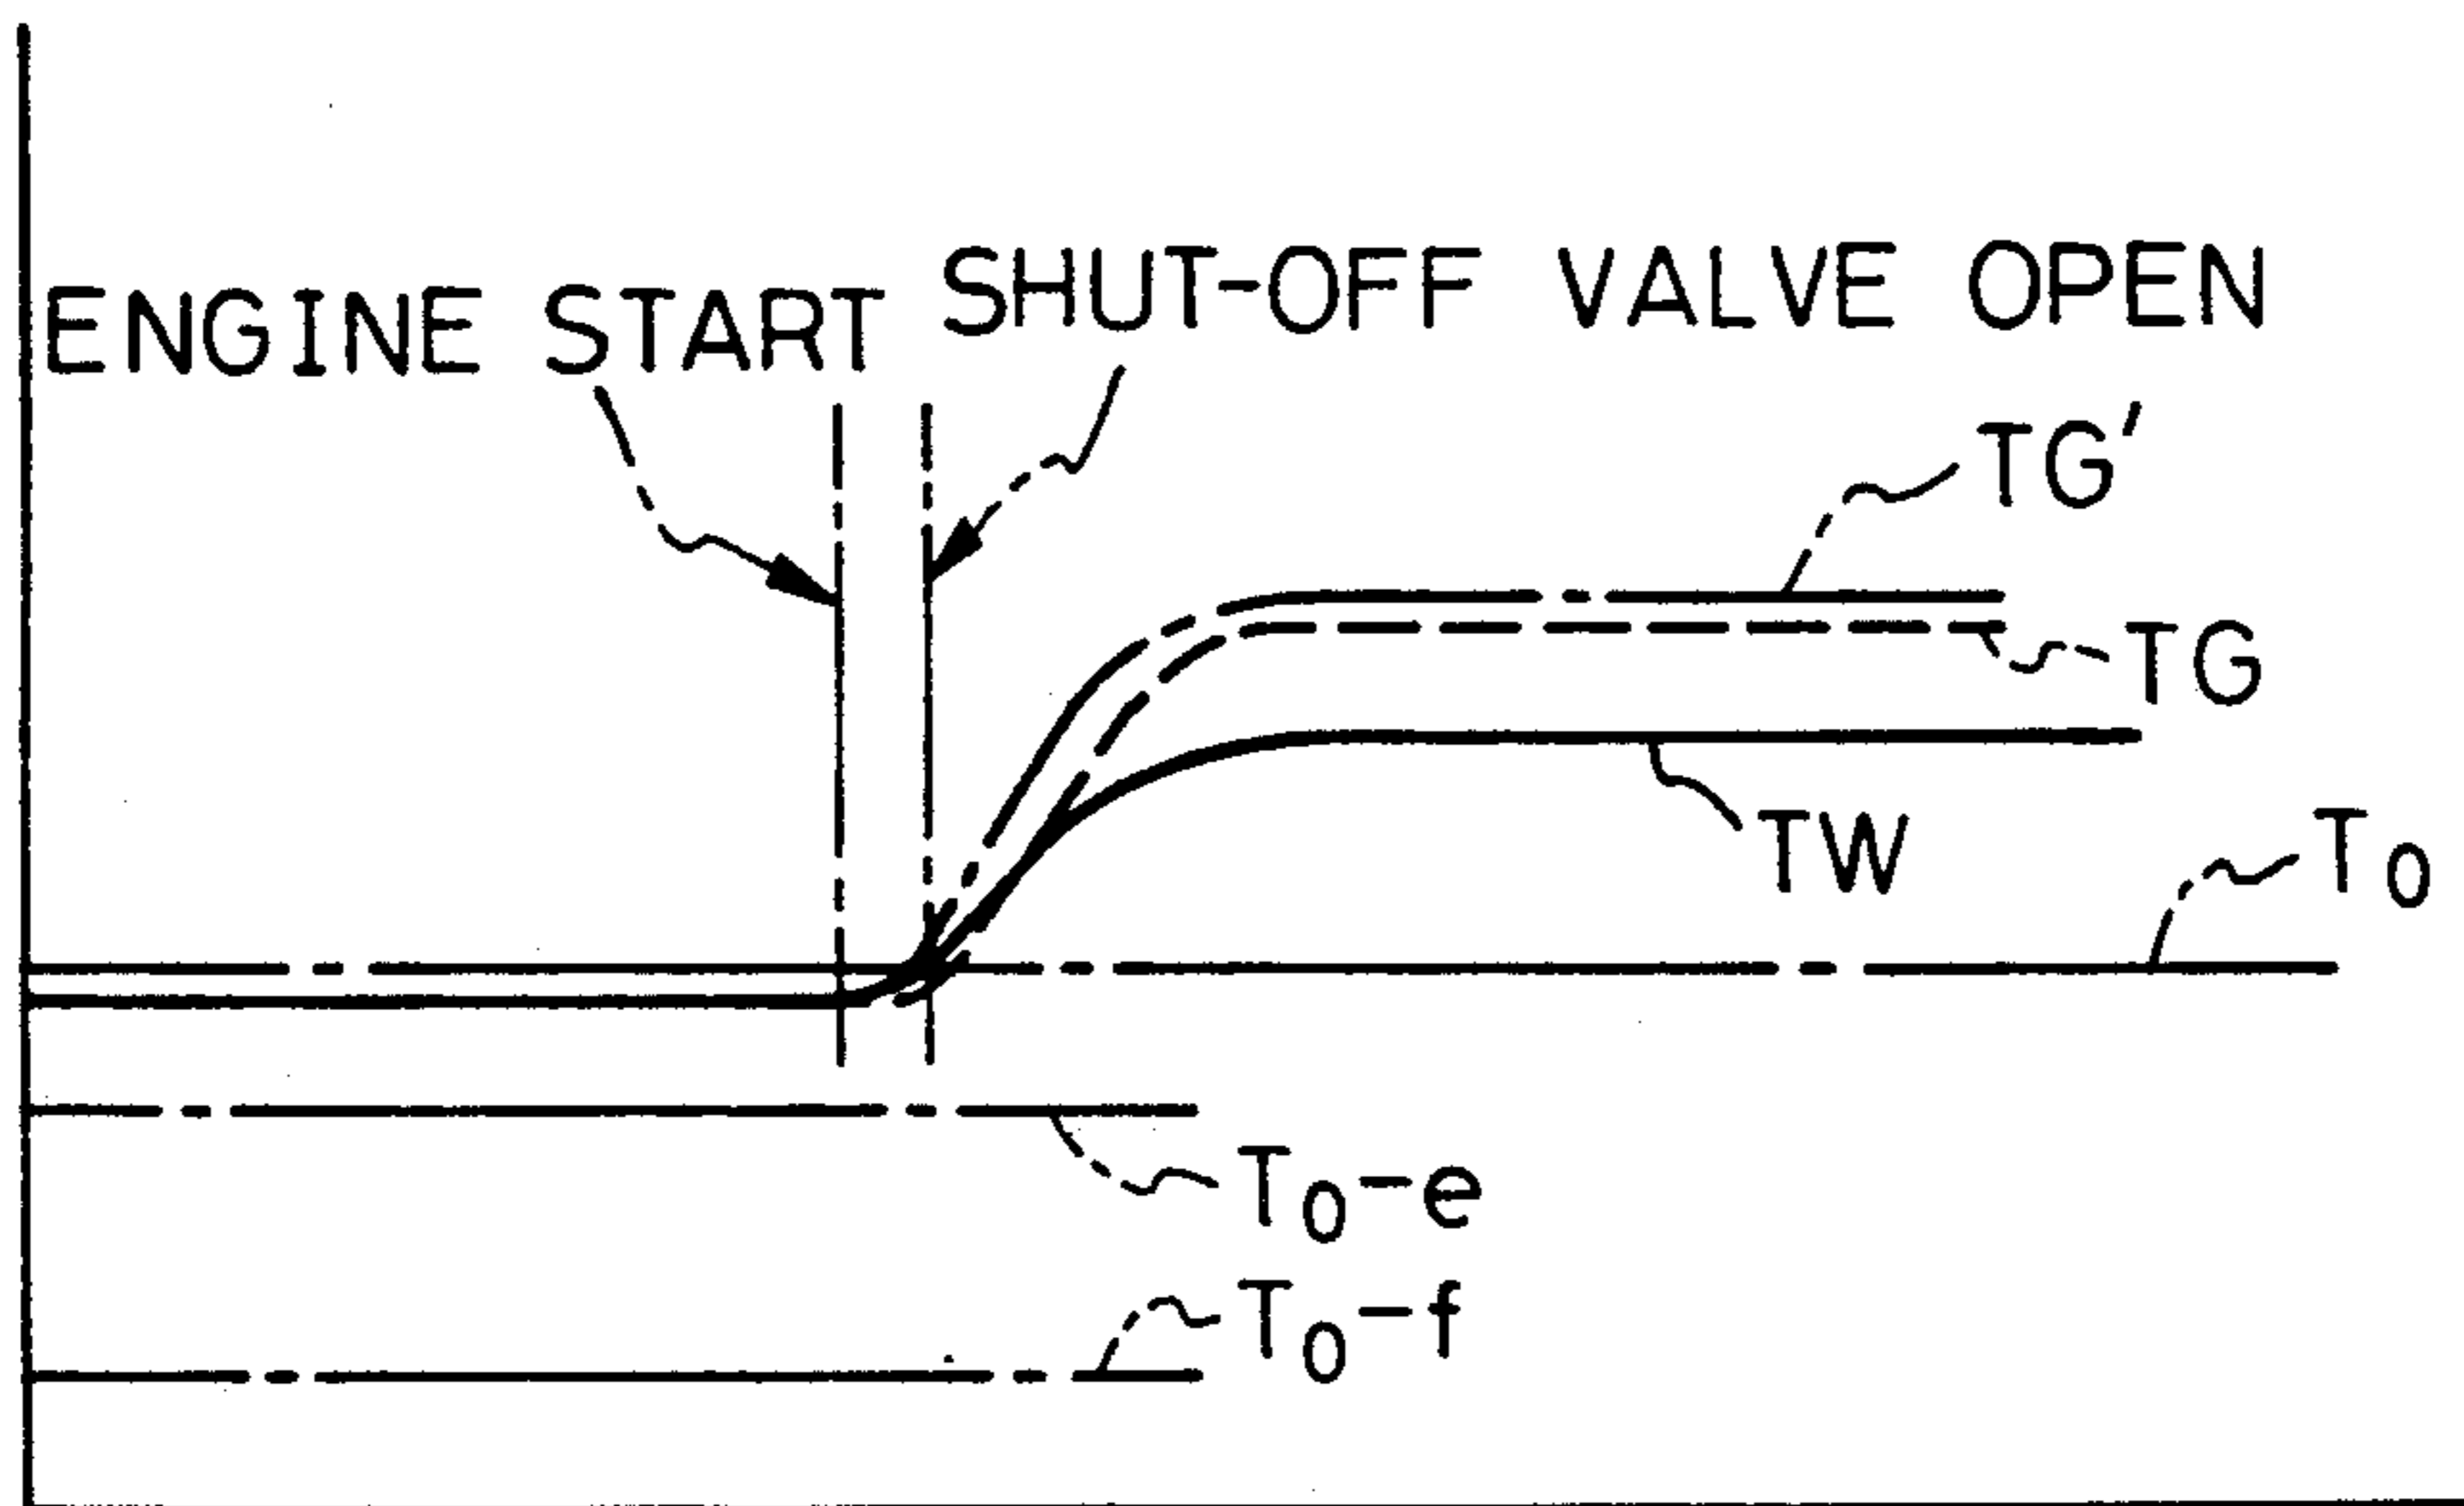 ENGINE START
SHUT-OFF VALVE OPEN
TG'
TG
TW
T₀
T₀-e
T₀-f